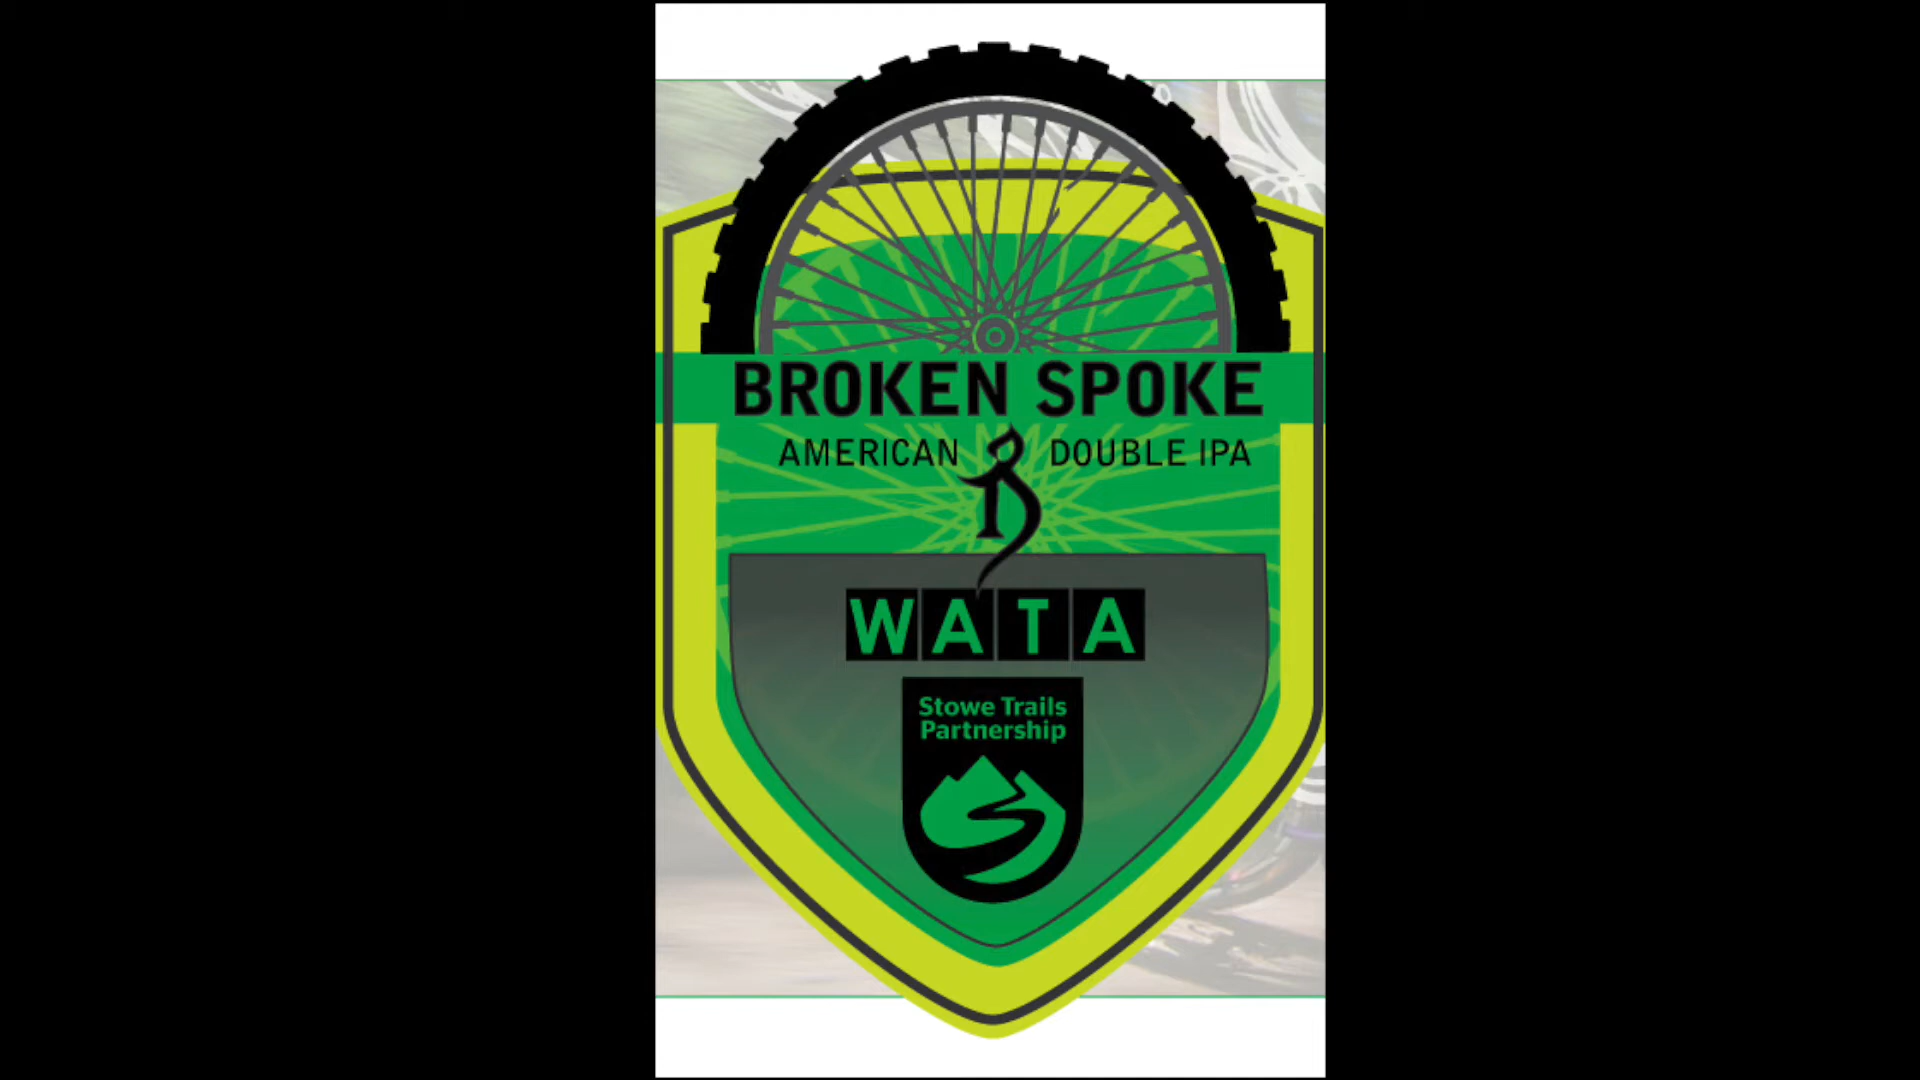 BROKEN SPOKE
AMERICAN DOUBLE IPA
WATA
Stowe Trails
Partnership